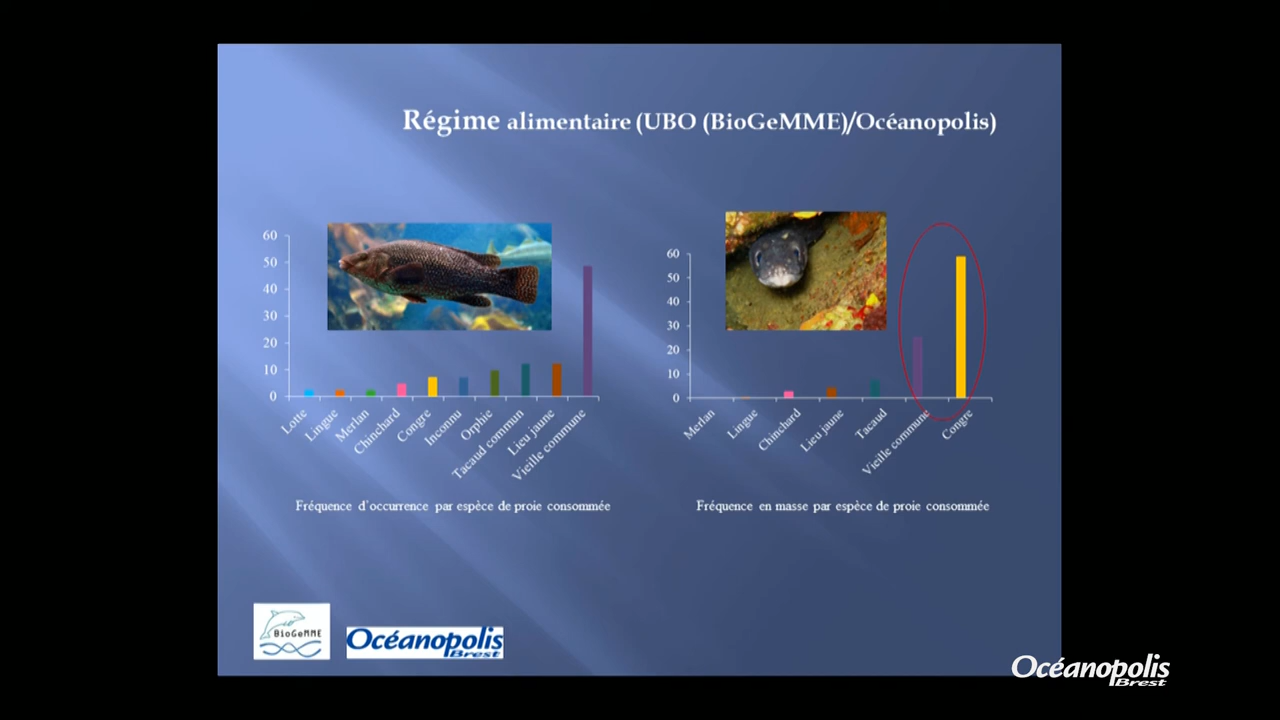 Régime alimentaire (UBO (BioGeMME)/Océanopolis)
60
50
40
30
20
10
0
Lotte
Lingue
Merlan
Chinchard
Congre
Inconnu
Orphie
Tacaud commun
Lieu jaune
Vieille commune
Fréquence d'occurrence par espèce de proie consommée
60
50
40
30
20
10
0
Merlan
Lingue
Chinchard
Lieu jaune
Tacaud
Vieille commune
Congre
Fréquence en masse par espèce de proie consommée
BioGeMME
Océanopolis
Brest
Océanopolis
Brest